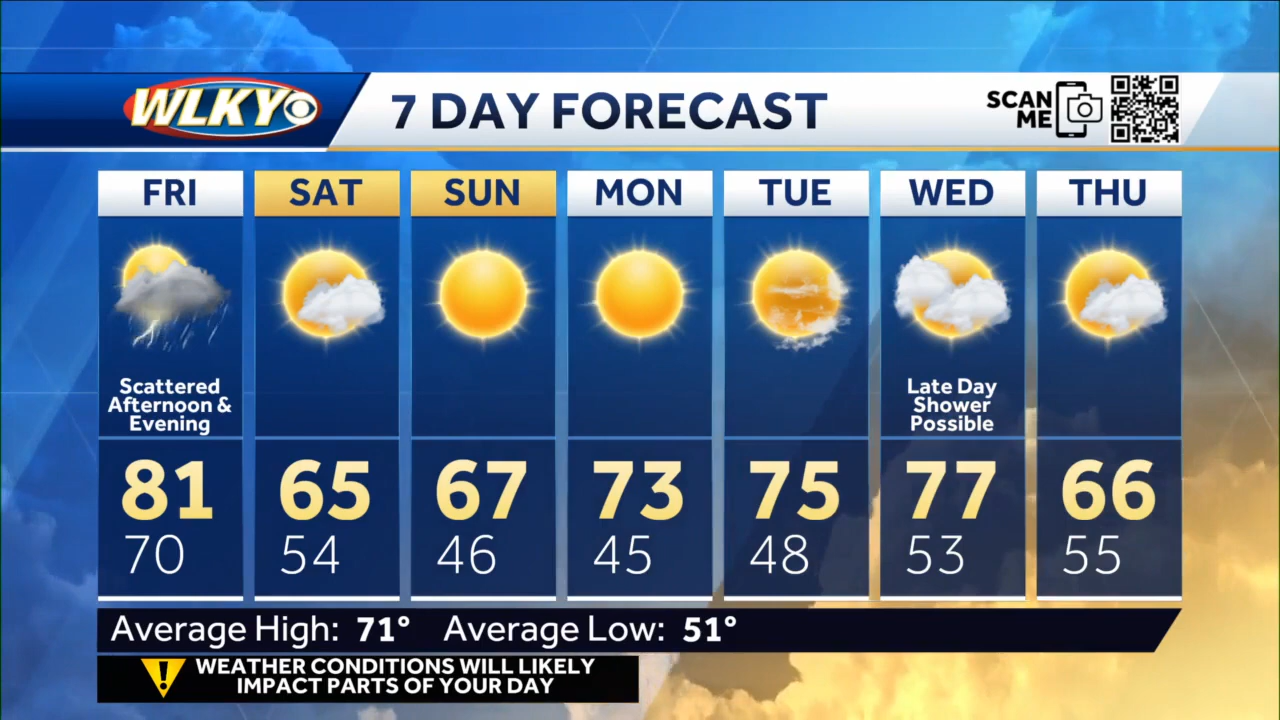 WLKY
7 DAY FORECAST
SCAN
ME
FRI
SAT
SUN
MON
TUE
WED
THU
Scattered
Afternoon &
Evening
Late Day
Shower
Possible
81
65
67
73
75
77
66
70
54
46
45
48
53
55
Average High: 71° Average Low: 51°
!
WEATHER CONDITIONS WILL LIKELY
IMPACT PARTS OF YOUR DAY